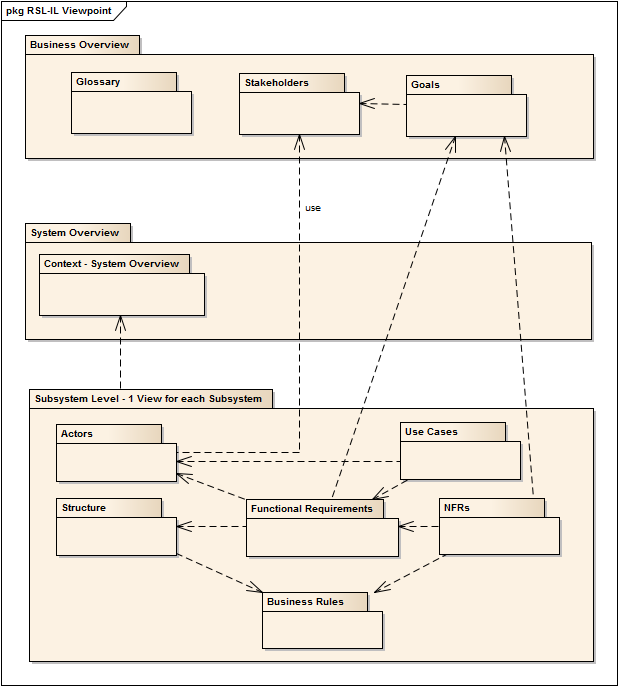 pkg RSL-IL Viewpoint
Business Overview
Glossary
Stakeholders
Goals
use
System Overview
Context - System Overview
Subsystem Level - 1 View for each Subsystem
Actors
Use Cases
Structure
Functional Requirements
NFRs
Business Rules